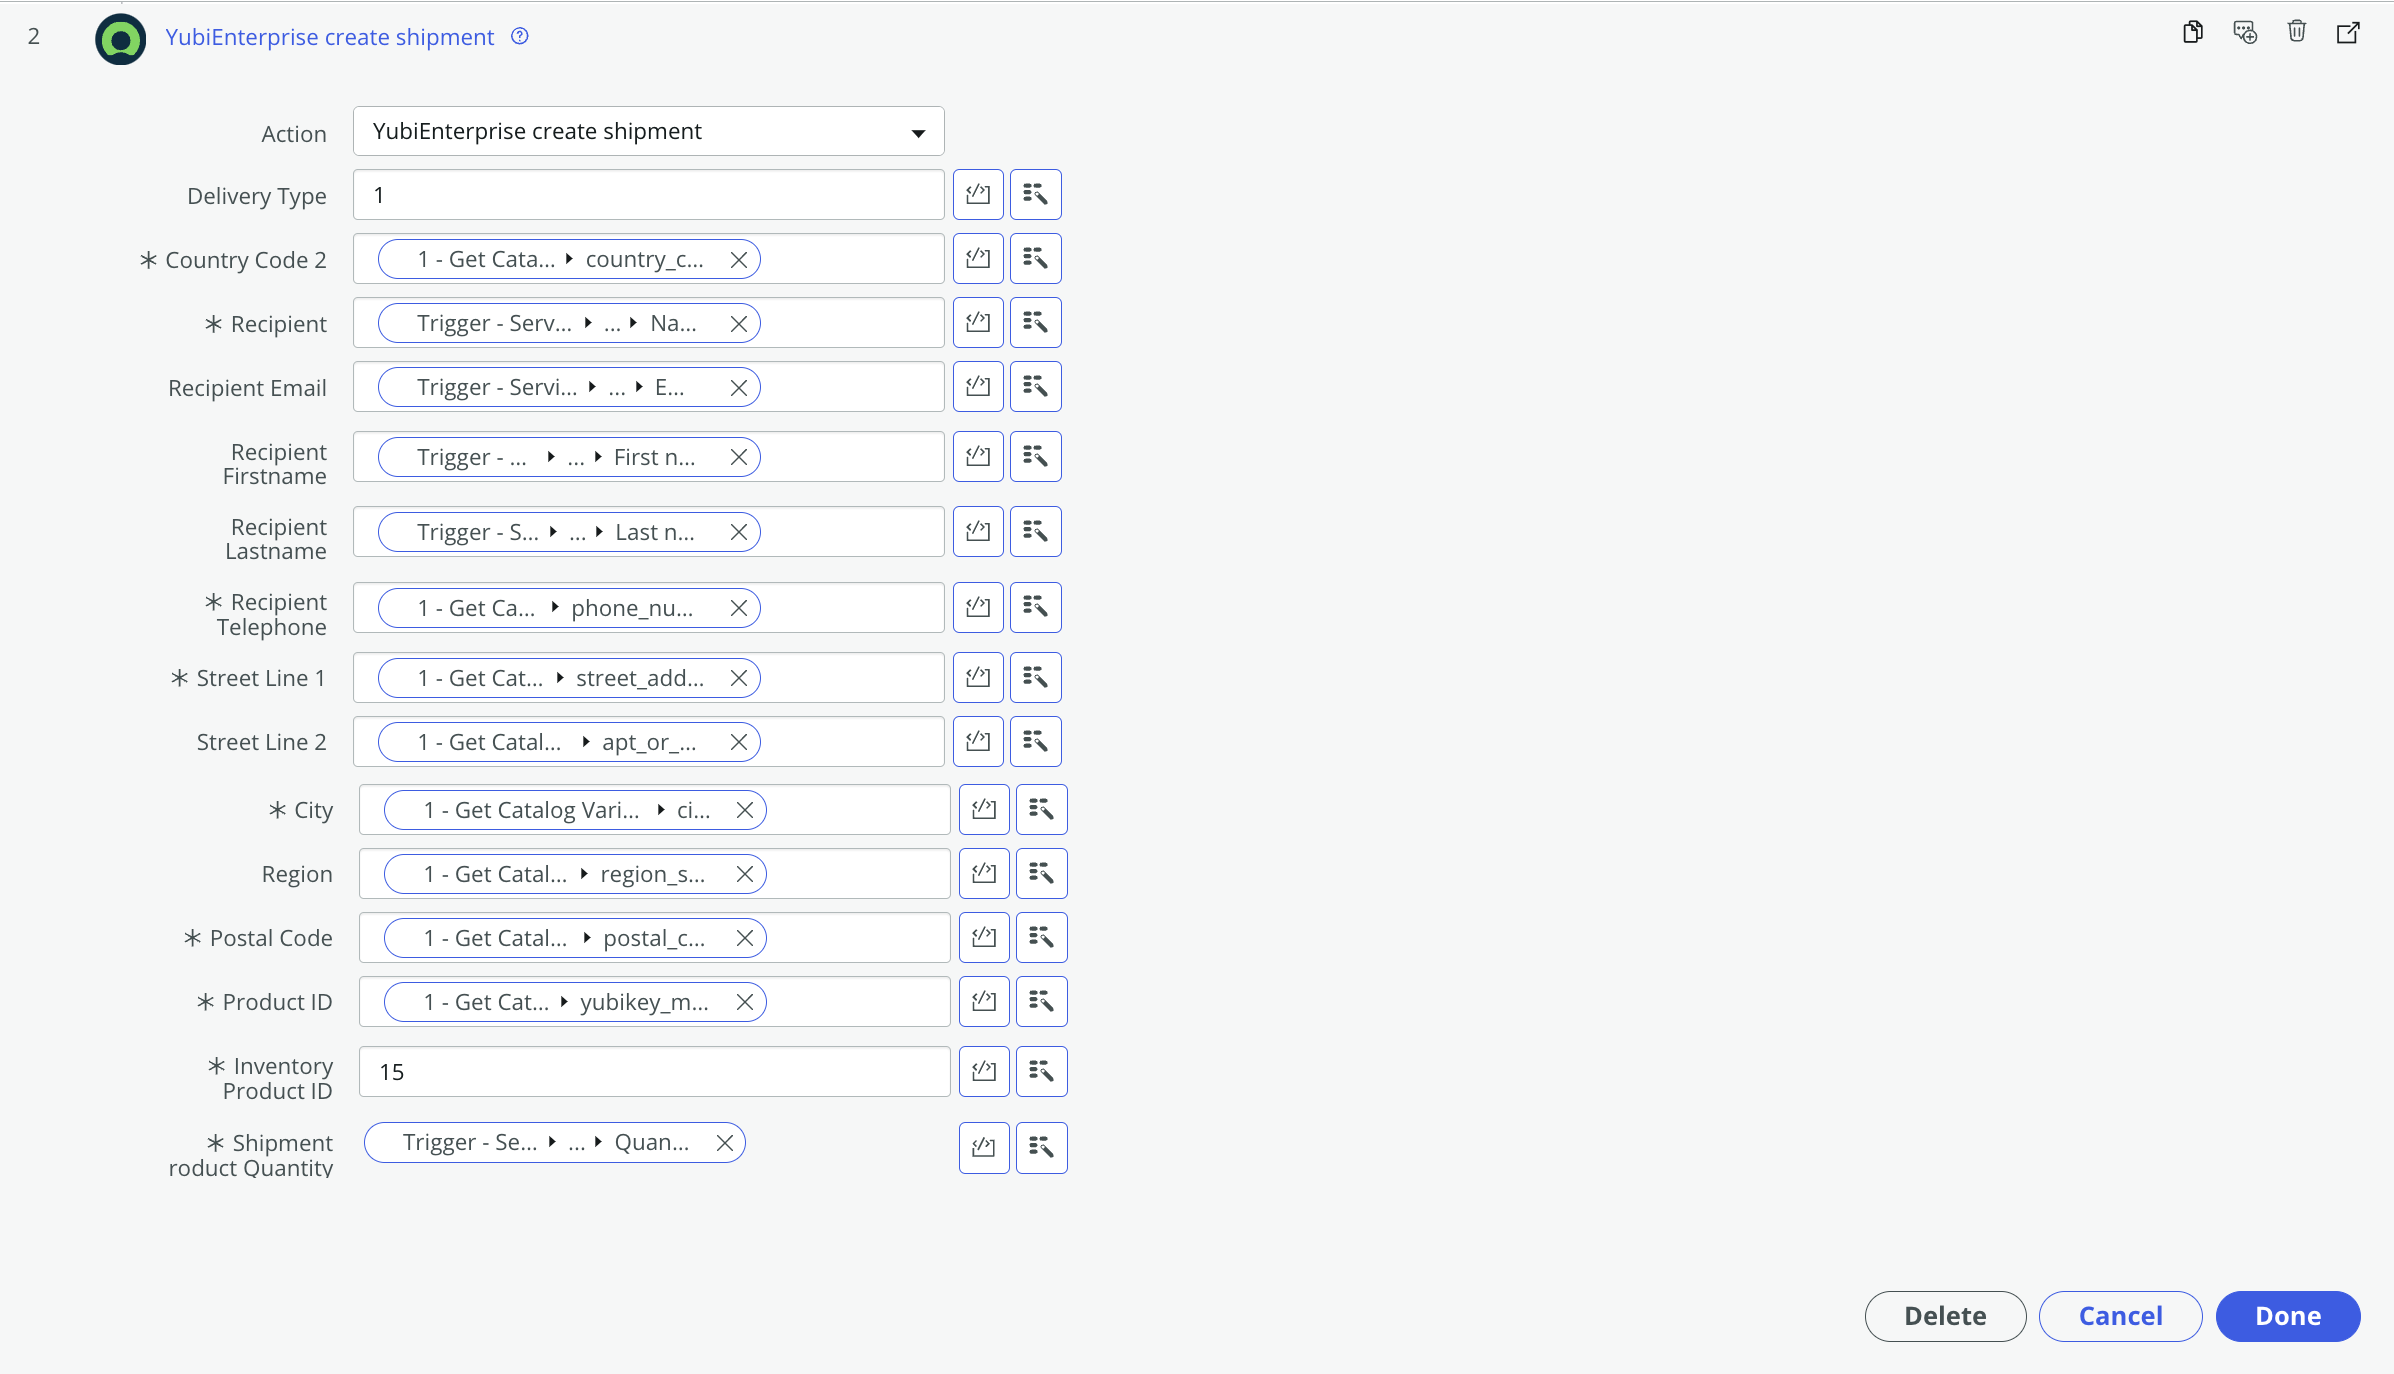 2
YubiEnterprise create shipment
Action
YubiEnterprise create shipment
Delivery Type
1
* Country Code 2
1 - Get Cata... ▸ country_c...
* Recipient
Trigger - Serv... ▸ ... ▸ Na...
Recipient Email
Trigger - Servi... ▸ ... ▸ E...
Recipient
Firstname
Trigger - ... ▸ ... ▸ First n...
Recipient
Lastname
Trigger - S... ▸ ... ▸ Last n...
* Recipient
Telephone
1 - Get Ca... ▸ phone_nu...
* Street Line 1
1 - Get Cat... ▸ street_add...
Street Line 2
1 - Get Catal... ▸ apt_or_...
* City
1 - Get Catalog Vari... ▸ ci...
Region
1 - Get Catal... ▸ region_s...
* Postal Code
1 - Get Catal... ▸ postal_c...
* Product ID
1 - Get Cat... ▸ yubikey_m...
* Inventory
Product ID
15
* Shipment
roduct Quantity
Trigger - Se... ▸ ... ▸ Quan...
Delete
Cancel
Done